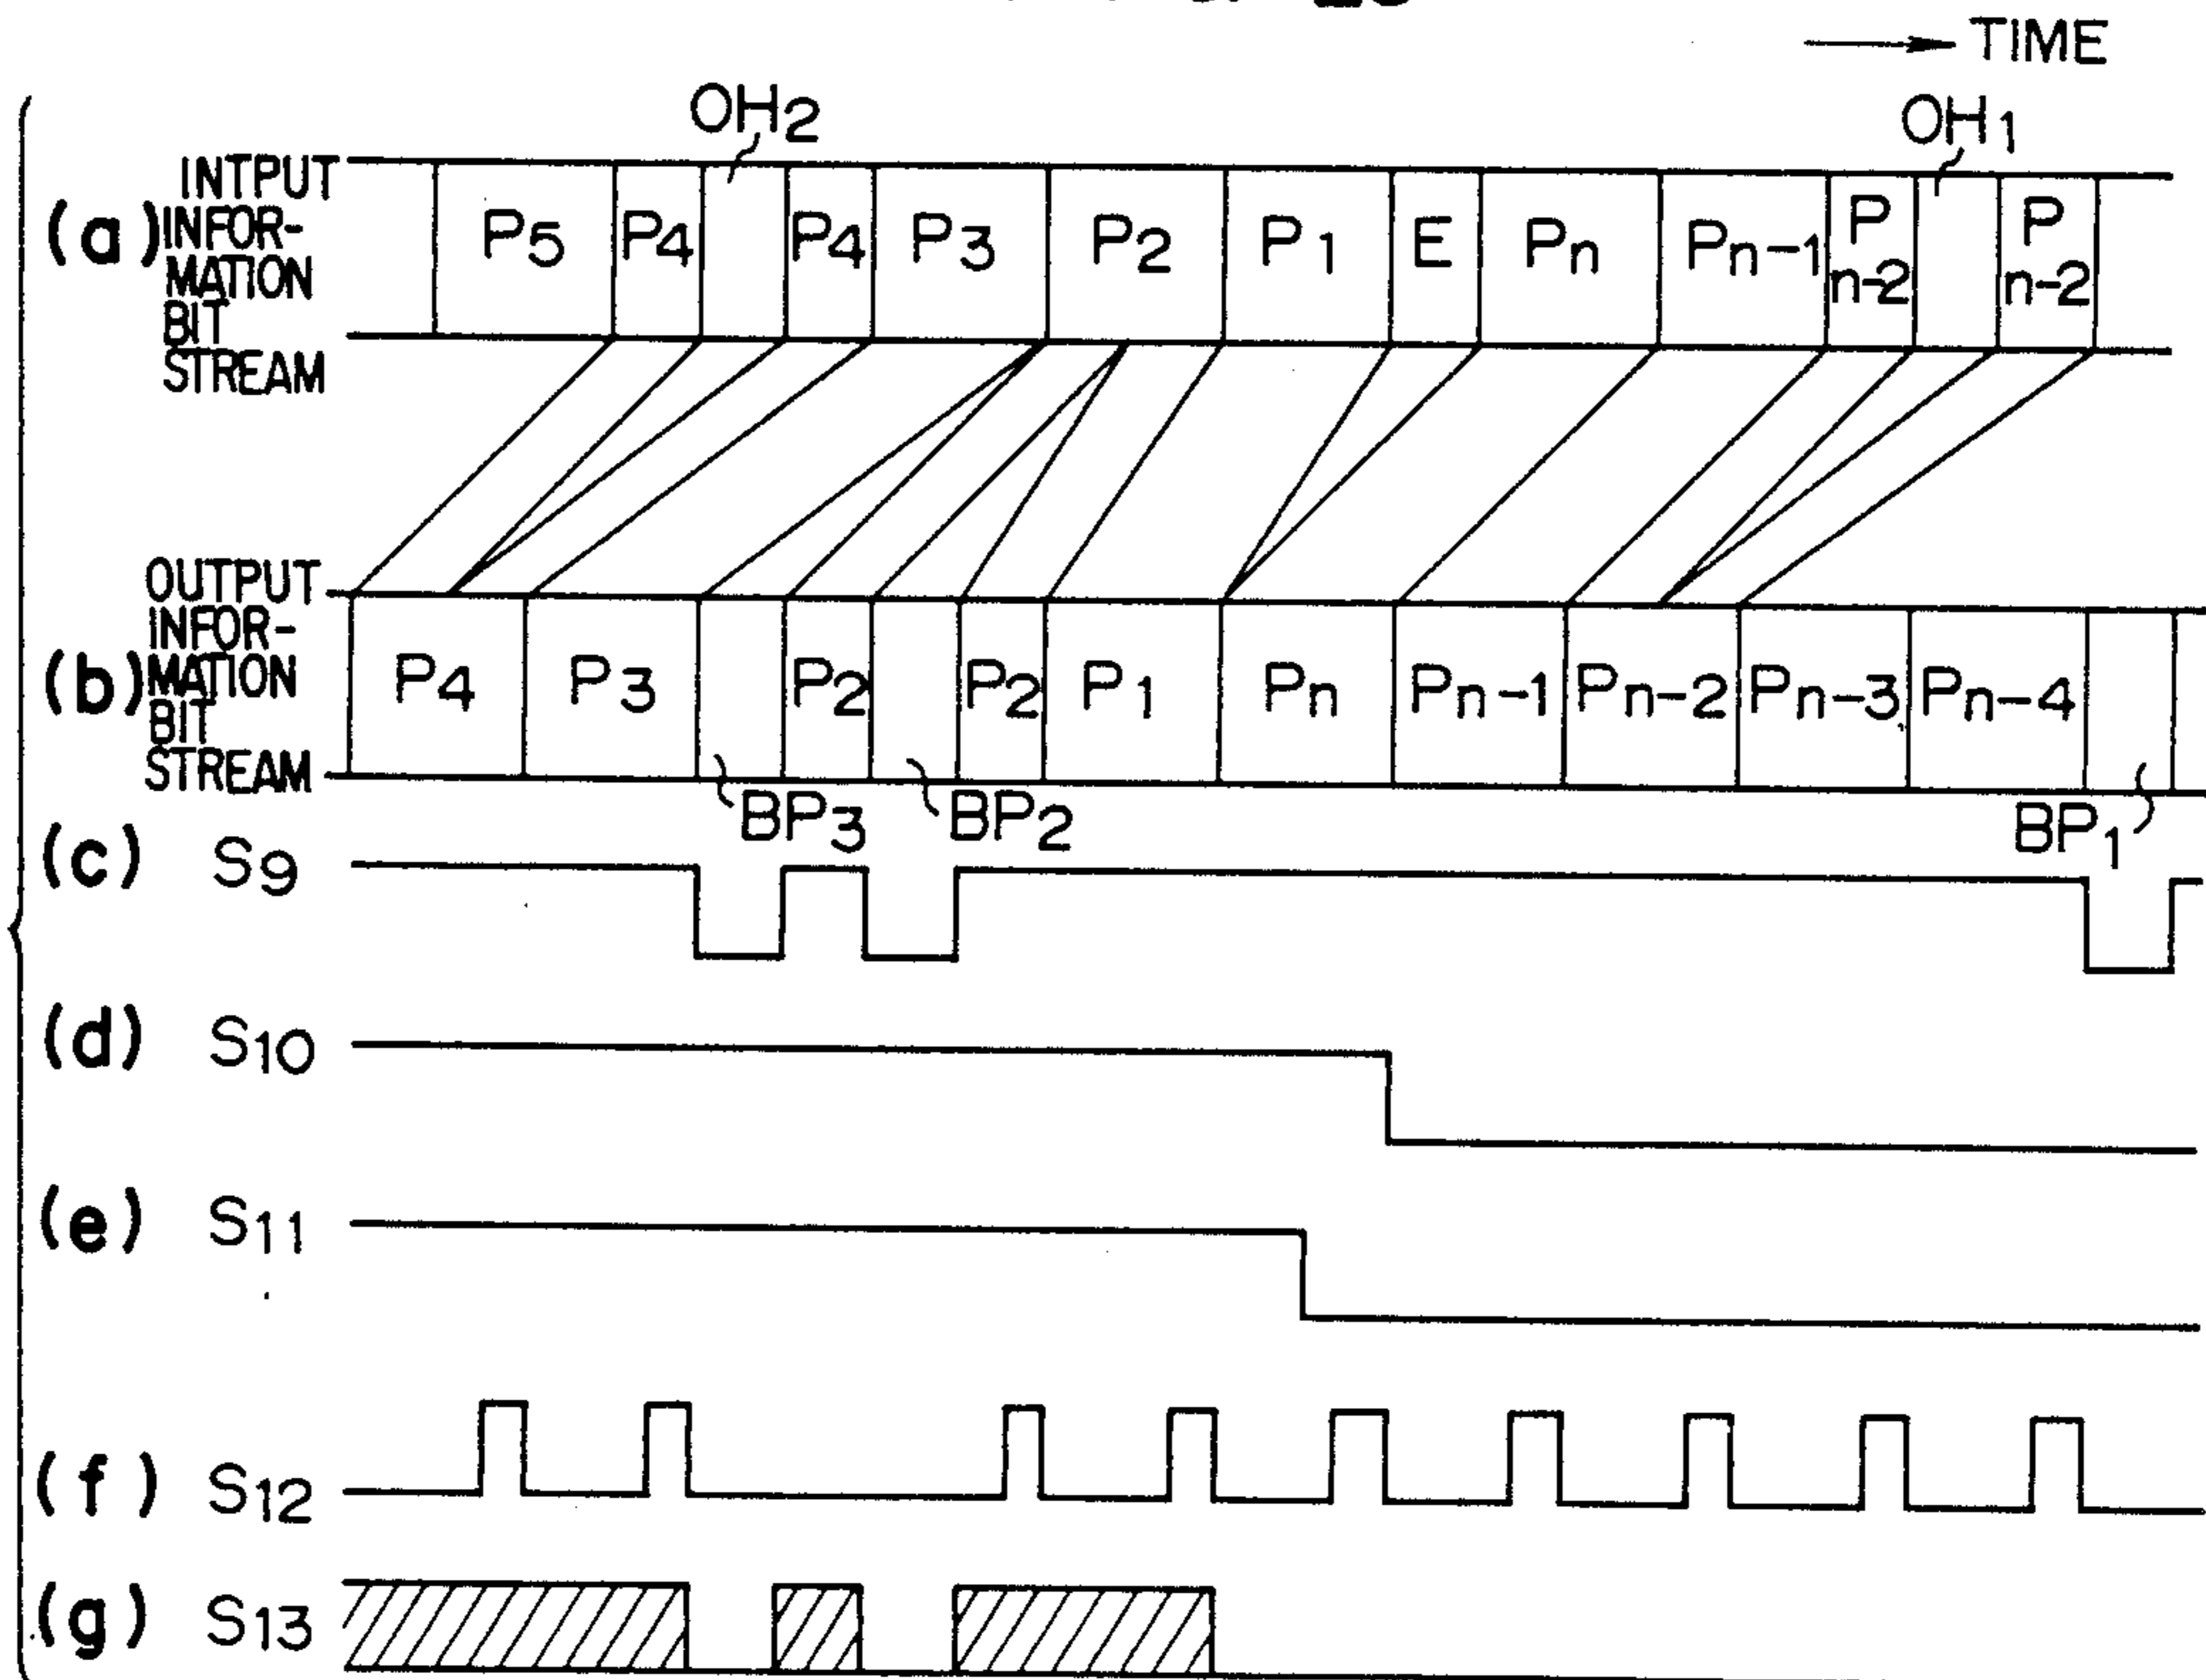 TIME
OH2
OH1
(a) INTPUT
INFOR-
MATION
BIT
STREAM
P5 P4 P4 P3 P2 P1 E Pn Pn-1 P n-2 P n-2
(b) OUTPUT
INFOR-
MATION
BIT
STREAM
P4 P3 P2 P2 P1 Pn Pn-1 Pn-2 Pn-3 Pn-4
BP3 BP2 BP1
(c) S9
(d) S10
(e) S11
(f) S12
(g) S13